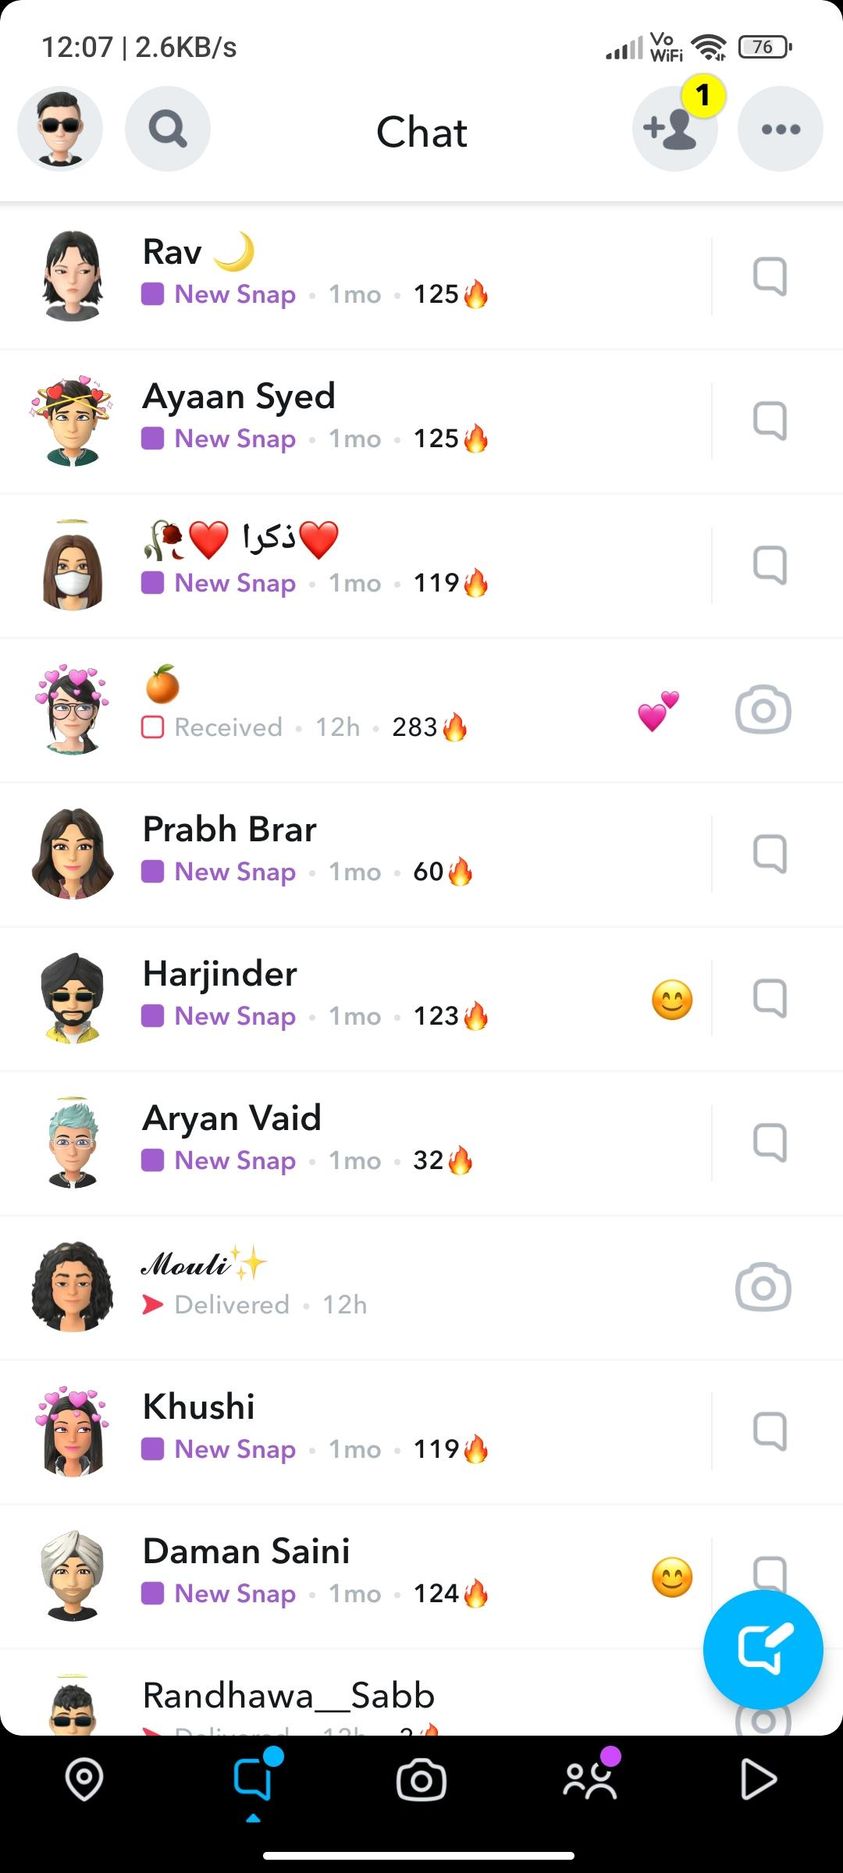 12:07 | 2.6KB/s
Vo
WiFi
76
1
Chat
Rav 🌙
New Snap • 1mo • 125🔥
Ayaan Syed
New Snap • 1mo • 125🔥
🥀❤️ ذكرا❤️
New Snap • 1mo • 119🔥
🍊
Received • 12h • 283🔥
Prabh Brar
New Snap • 1mo • 60🔥
Harjinder
New Snap • 1mo • 123🔥
Aryan Vaid
New Snap • 1mo • 32🔥
𝓜𝓸𝓾𝓵𝓲✨
Delivered • 12h
Khushi
New Snap • 1mo • 119🔥
Daman Saini
New Snap • 1mo • 124🔥
Randhawa__Sabb
Delivered